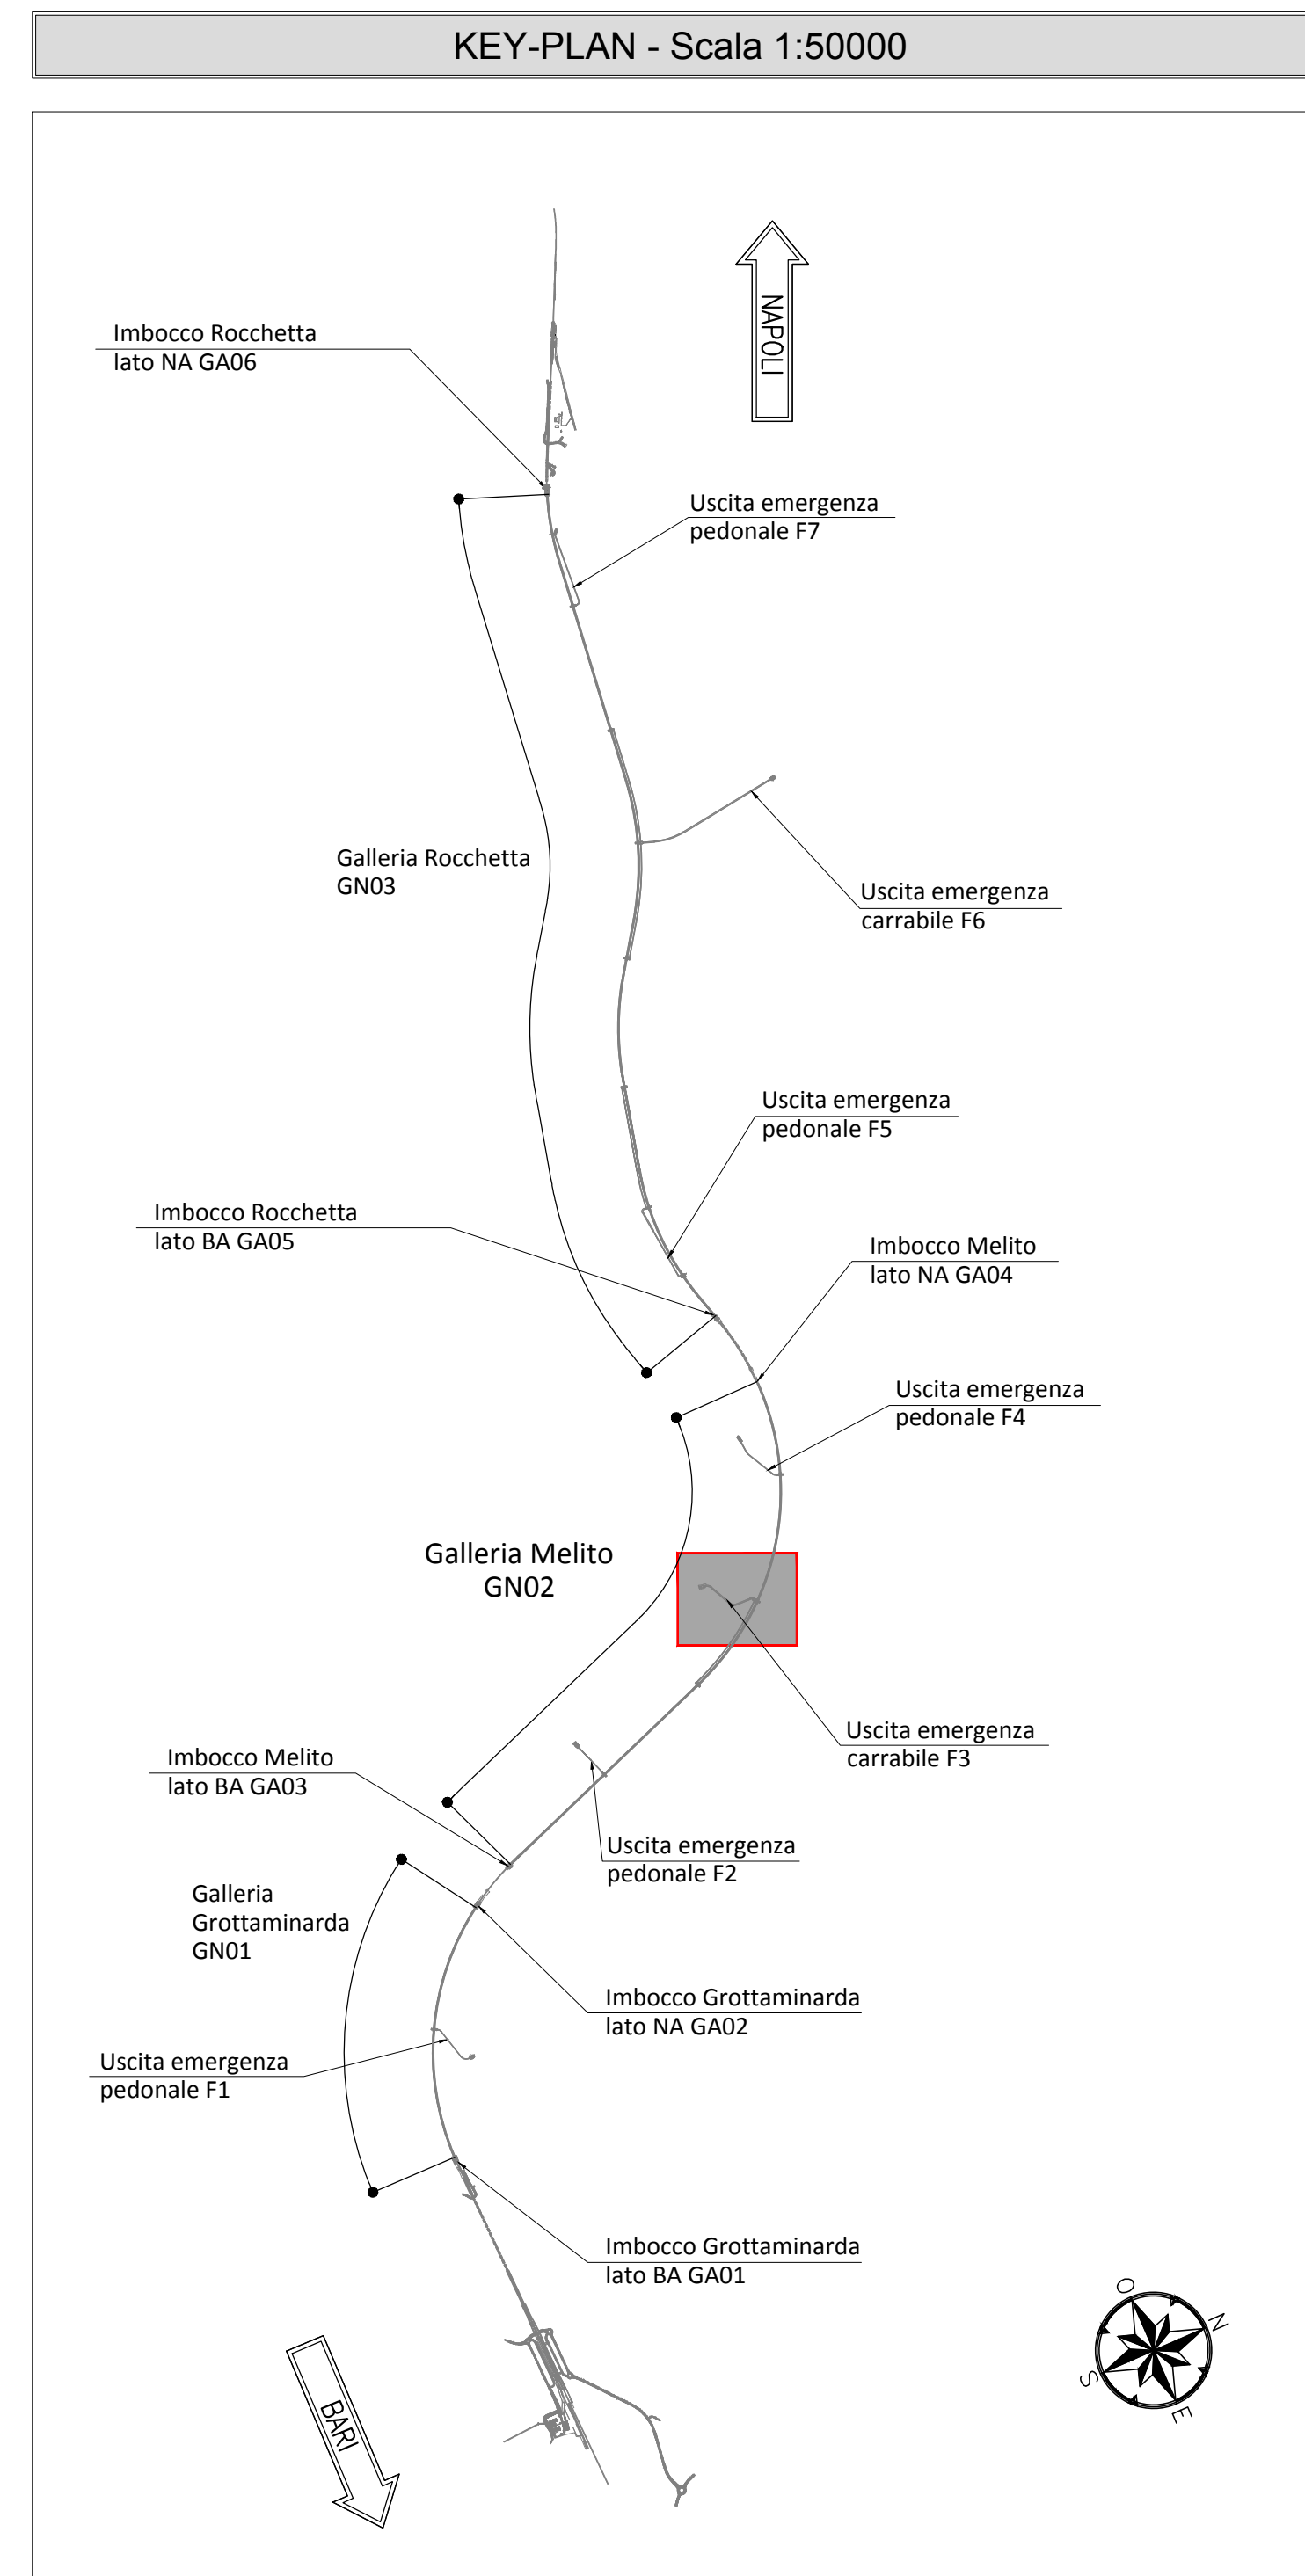 KEY-PLAN - Scala 1:50000
NAPOLI
Imbocco Rocchetta
lato NA GA06
Uscita emergenza
pedonale F7
Galleria Rocchetta
GN03
Uscita emergenza
carrabile F6
Uscita emergenza
pedonale F5
Imbocco Rocchetta
lato BA GA05
Imbocco Melito
lato NA GA04
Uscita emergenza
pedonale F4
Galleria Melito
GN02
Uscita emergenza
carrabile F3
Imbocco Melito
lato BA GA03
Uscita emergenza
pedonale F2
Galleria
Grottaminarda
GN01
Imbocco Grottaminarda
lato NA GA02
Uscita emergenza
pedonale F1
Imbocco Grottaminarda
lato BA GA01
BARI
O
N
S
E